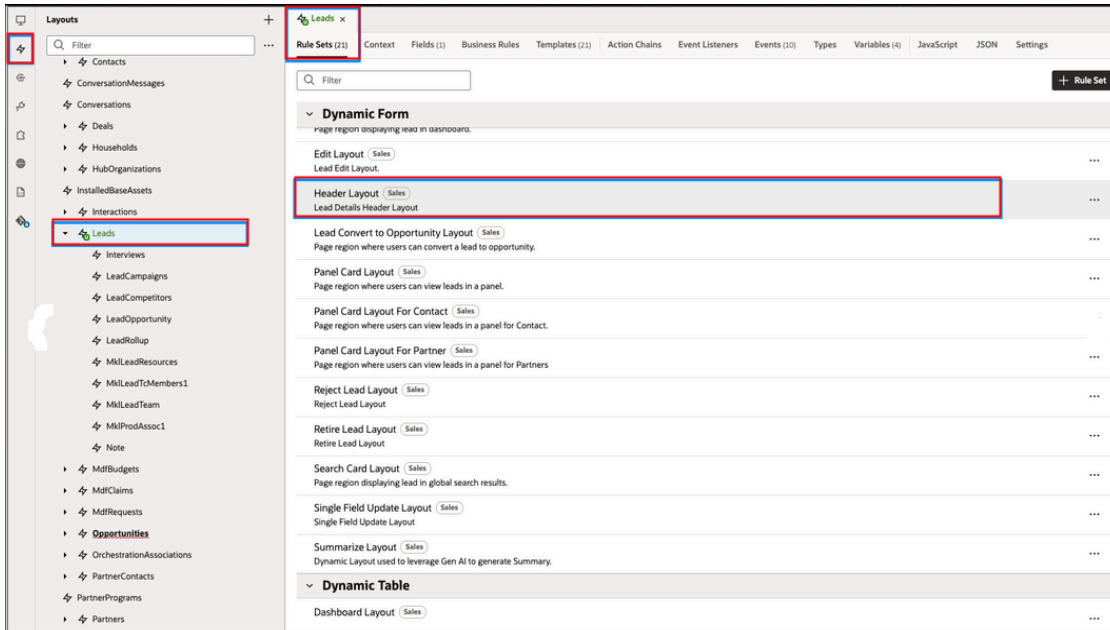 Layouts
Filter
Contacts
ConversationMessages
Conversations
Deals
Households
HubOrganizations
InstalledBaseAssets
Interactions
Leads
Interviews
LeadCampaigns
LeadCompetitors
LeadOpportunity
LeadRollup
MklLeadResources
MklLeadTcMembers1
MklLeadTeam
MklProdAssoc1
Note
MdfBudgets
MdfClaims
MdfRequests
Opportunities
OrchestrationAssociations
PartnerContacts
PartnerPrograms
Partners
Leads
Rule Sets (21) Context Fields (1) Business Rules Templates (21) Action Chains Event Listeners Events (10) Types Variables (4) JavaScript JSON Settings
Filter
+ Rule Set
Dynamic Form
Page region displaying lead in dashboard.
Edit Layout Sales
Lead Edit Layout.
Header Layout Sales
Lead Details Header Layout
Lead Convert to Opportunity Layout Sales
Page region where users can convert a lead to opportunity.
Panel Card Layout Sales
Page region where users can view leads in a panel.
Panel Card Layout For Contact Sales
Page region where users can view leads in a panel for Contact.
Panel Card Layout For Partner Sales
Page region where users can view leads in a panel for Partners
Reject Lead Layout Sales
Reject Lead Layout
Retire Lead Layout Sales
Retire Lead Layout
Search Card Layout Sales
Page region displaying lead in global search results.
Single Field Update Layout Sales
Single Field Update Layout
Summarize Layout Sales
Dynamic Layout used to leverage Gen AI to generate Summary.
Dynamic Table
Dashboard Layout Sales